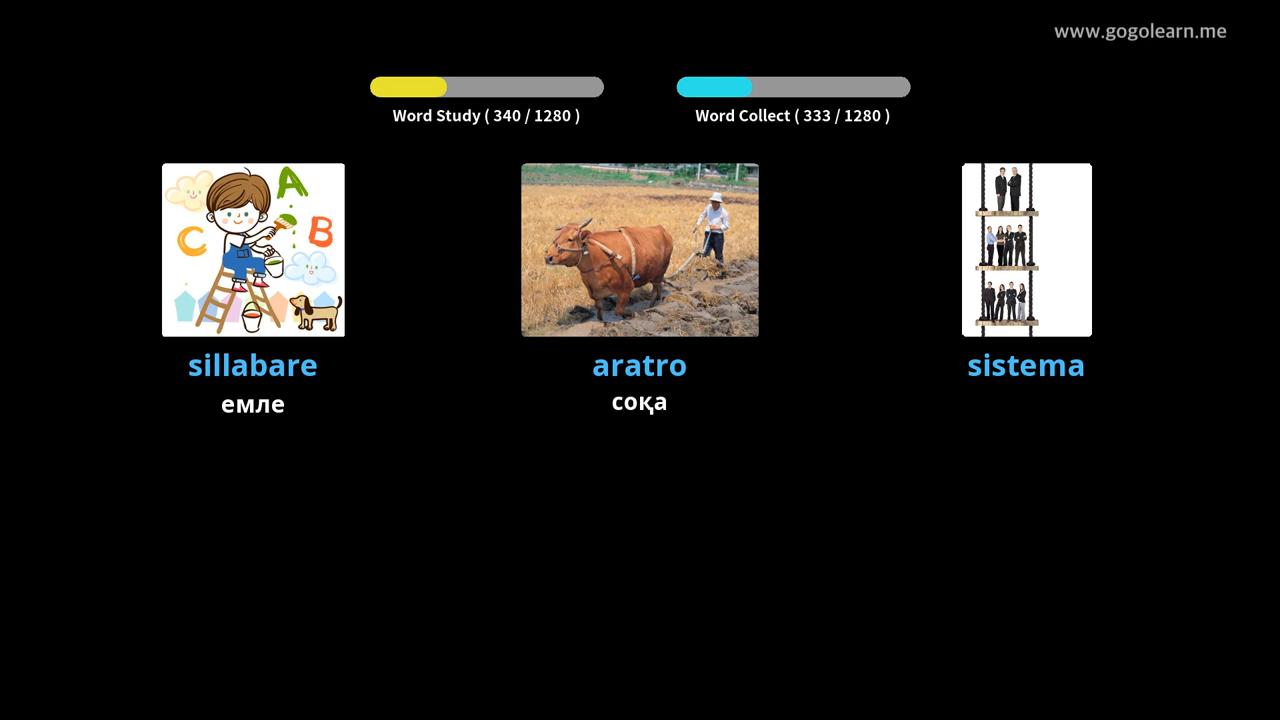 www.gogolearn.me
Word Study ( 340 / 1280 )
Word Collect ( 333 / 1280 )
A
B
C
sillabare
aratro
sistema
емле
соқа